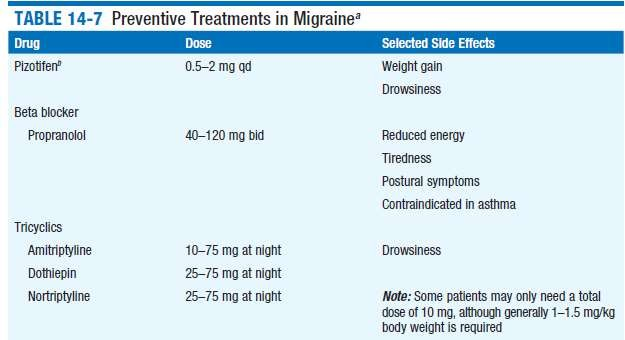 TABLE 14-7 Preventive Treatments in Migraineᵃ
Drug Dose Selected Side Effects
Pizotifenᵇ 0.5–2 mg qd Weight gain
Drowsiness
Beta blocker
Propranolol 40–120 mg bid Reduced energy
Tiredness
Postural symptoms
Contraindicated in asthma
Tricyclics
Amitriptyline 10–75 mg at night Drowsiness
Dothiepin 25–75 mg at night
Nortriptyline 25–75 mg at night Note: Some patients may only need a total
dose of 10 mg, although generally 1–1.5 mg/kg
body weight is required